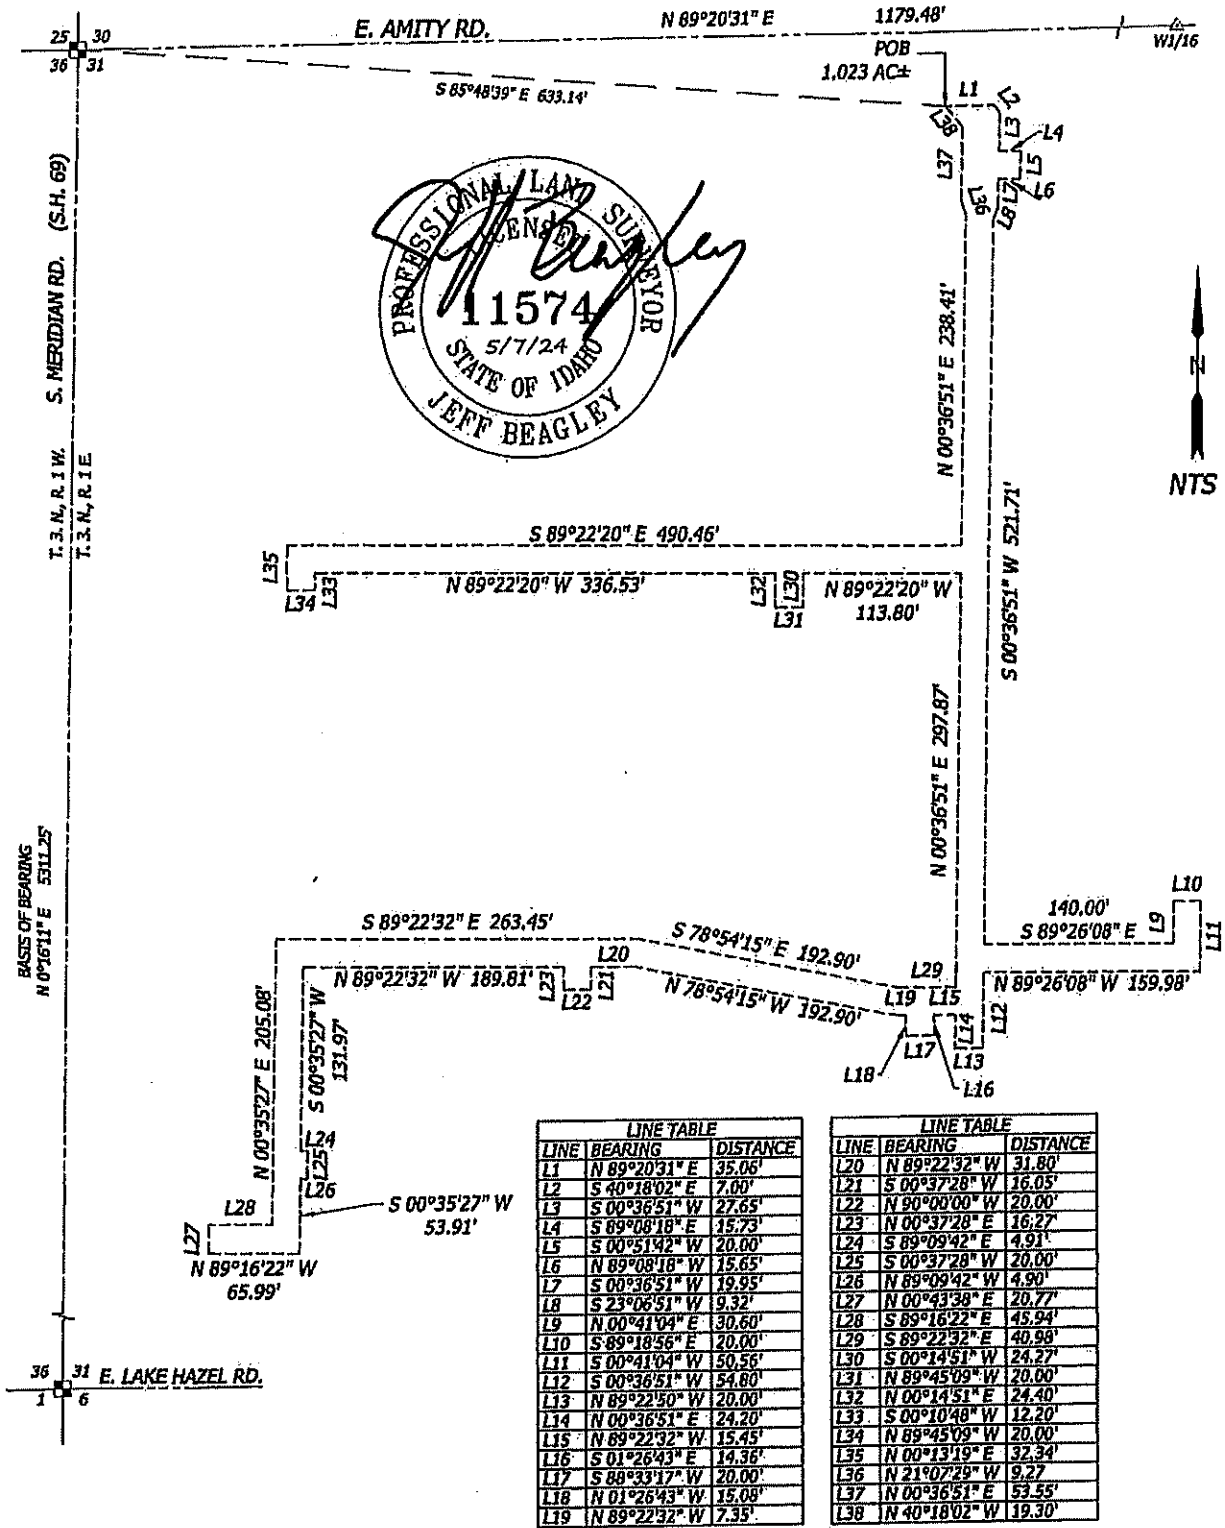 E. AMITY RD.
N 89°20'31" E 1179.48'
25 30
36 31
W1/16
POB
1.023 AC±
S 85°48'39" E 633.14'
L1
L2
L3
L4
L5
L6
L7
L8
L38
L37
L36
S. MERIDIAN RD. (S.H. 69)
T.3.N., R.1W.
T.3.N., R.1E.
PROFESSIONAL LAND SURVEYOR
LICENSED
11574
5/7/24
STATE OF IDAHO
JEFF BEAGLEY
N 00°36'51" E 238.41'
N
NTS
S 89°22'20" E 490.46'
L35
L34
L33
N 89°22'20" W 336.53'
L32
L30
L31
N 89°22'20" W
113.80'
S 00°36'51" W 521.71'
N 00°36'51" E 297.87'
BASIS OF BEARING
N 0°16'11" E 5311.25'
S 89°22'32" E 263.45'
L20
S 78°54'15" E 192.90'
L29
140.00'
S 89°26'08" E
L9
L10
L11
N 89°22'32" W 189.81'
L23
L22
L21
N 78°54'15" W 192.90'
L19
L15
N 89°26'08" W 159.98'
L12
L14
L13
L17
L18
L16
N 00°35'27" E 205.08'
S 00°35'27" W
131.97'
L24
L25
L26
S 00°35'27" W
53.91'
L28
L27
N 89°16'22" W
65.99'
36 31
1 6
E. LAKE HAZEL RD.
LINE TABLE
LINE BEARING DISTANCE
L1 N 89°20'31" E 35.06'
L2 S 40°18'02" E 7.00'
L3 S 00°36'51" W 27.65'
L4 S 89°08'18" E 15.73'
L5 S 00°51'42" W 20.00'
L6 N 89°08'18" W 15.65'
L7 S 00°36'51" W 19.95'
L8 S 23°06'51" W 9.32'
L9 N 00°41'04" E 30.60'
L10 S 89°18'56" E 20.00'
L11 S 00°41'04" W 50.56'
L12 S 00°36'51" W 54.80'
L13 N 89°22'50" W 20.00'
L14 N 00°36'51" E 24.20'
L15 N 89°22'32" W 15.45'
L16 S 01°26'43" E 14.36'
L17 S 88°33'17" W 20.00'
L18 N 01°26'43" W 15.08'
L19 N 89°22'32" W 7.35'
LINE TABLE
LINE BEARING DISTANCE
L20 N 89°22'32" W 31.80'
L21 S 00°37'28" W 16.05'
L22 N 90°00'00" W 20.00'
L23 N 00°37'28" E 16.27'
L24 S 89°09'42" E 4.91'
L25 S 00°37'28" W 20.00'
L26 N 89°09'42" W 4.90'
L27 N 00°43'38" E 20.77'
L28 S 89°16'22" E 45.94'
L29 S 89°22'32" E 40.98'
L30 S 00°14'51" W 24.27'
L31 N 89°45'09" W 20.00'
L32 N 00°14'51" E 24.40'
L33 S 00°10'48" W 12.20'
L34 N 89°45'09" W 20.00'
L35 N 00°13'19" E 32.34'
L36 N 21°07'29" W 9.27
L37 N 00°36'51" E 53.55'
L38 N 40°18'02" W 19.30'